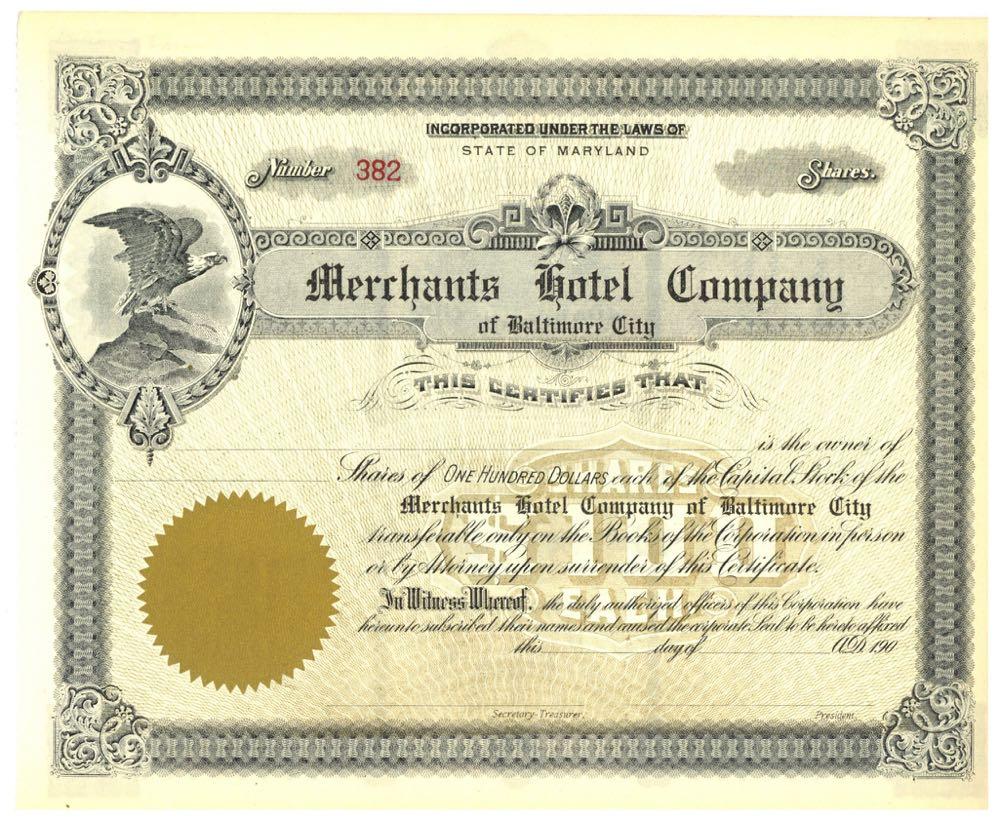 INCORPORATED UNDER THE LAWS OF
STATE OF MARYLAND
Number 382 Shares.
Merchants Hotel Company
of Baltimore City
THIS CERTIFIES THAT
is the owner of
Shares of ONE HUNDRED DOLLARS each of the Capital Stock of the
Merchants Hotel Company of Baltimore City
transferable only on the Books of the Corporation in person
or by Attorney upon surrender of this Certificate.
SHARES
$100
EACH
In Witness Whereof, the duly authorized officers of this Corporation have
hereunto subscribed their names and caused the corporate Seal to be hereto affixed
this day of A.D. 190
Secretary-Treasurer. President.